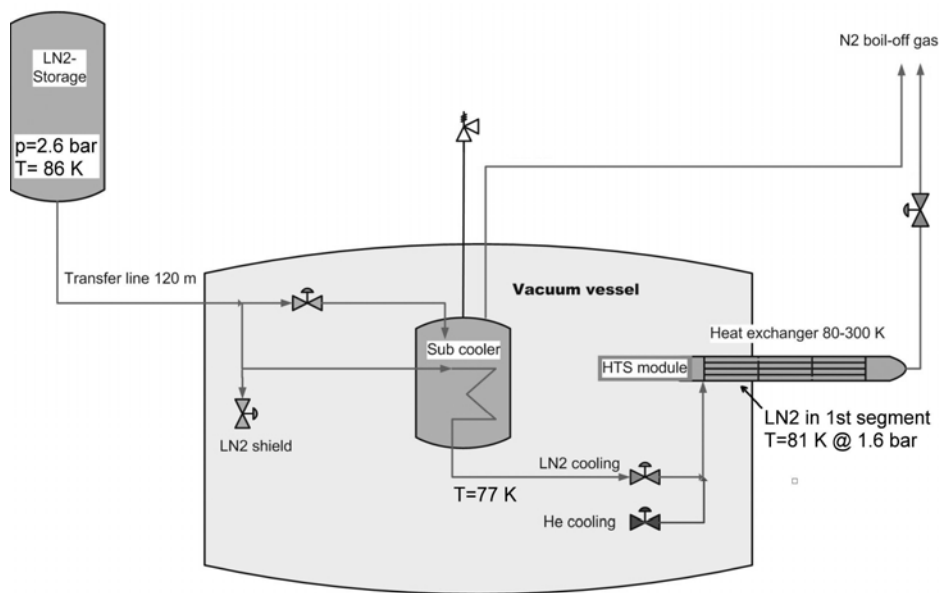 LN2-
Storage
p=2.6 bar
T= 86 K
N2 boil-off gas
Transfer line 120 m
Vacuum vessel
Sub cooler
Heat exchanger 80-300 K
HTS module
LN2 in 1st segment
T=81 K @ 1.6 bar
LN2 shield
LN2 cooling
T=77 K
He cooling